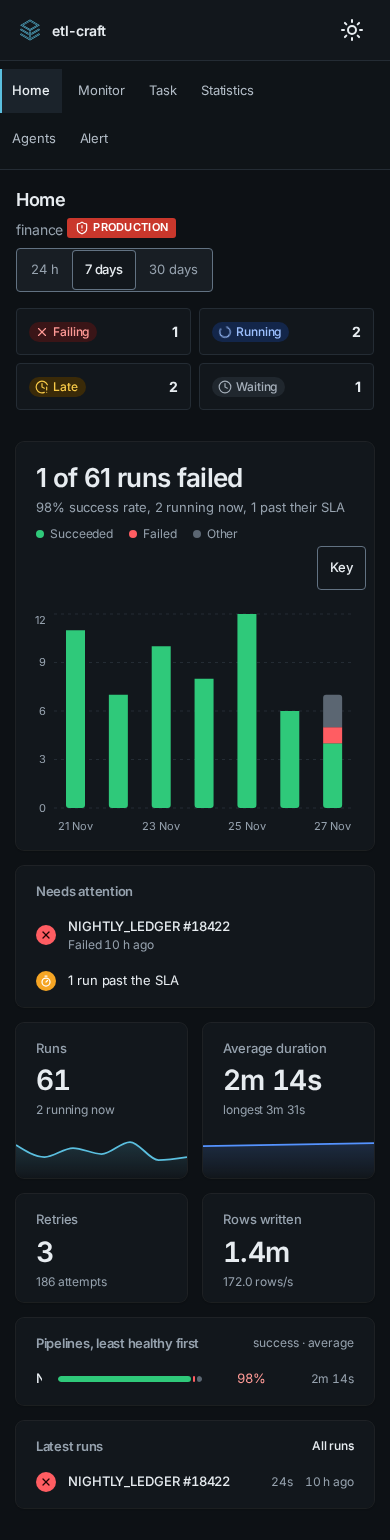 etl-craft
Home Monitor Task Statistics
Agents Alert
Home
finance PRODUCTION
24 h 7 days 30 days
Failing 1 Running 2
Late 2 Waiting 1
1 of 61 runs failed
98% success rate, 2 running now, 1 past their SLA
Succeeded Failed Other
Key
12
9
6
3
0
21 Nov 23 Nov 25 Nov 27 Nov
Needs attention
NIGHTLY_LEDGER #18422
Failed 10 h ago
1 run past the SLA
Runs
61
2 running now
Average duration
2m 14s
longest 3m 31s
Retries
3
186 attempts
Rows written
1.4m
172.0 rows/s
Pipelines, least healthy first success · average
98% 2m 14s
Latest runs All runs
NIGHTLY_LEDGER #18422 24s 10 h ago